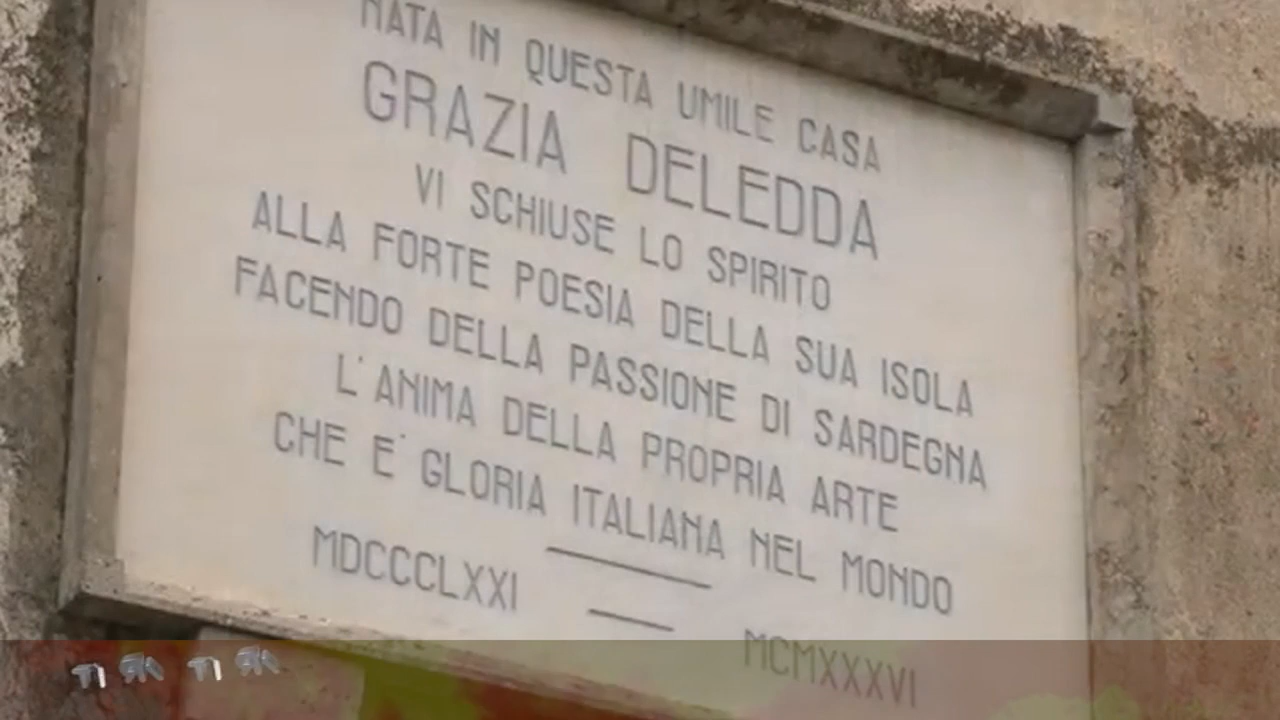 NATA IN QUESTA UMILE CASA
GRAZIA DELEDDA
VI SCHIUSE LO SPIRITO
ALLA FORTE POESIA DELLA SUA ISOLA
FACENDO DELLA PASSIONE DI SARDEGNA
L'ANIMA DELLA PROPRIA ARTE
CHE E' GLORIA ITALIANA NEL MONDO
MDCCCLXXI — MCMXXXVI